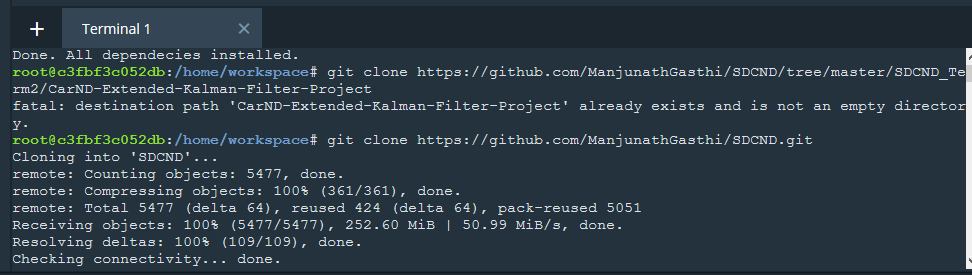 + Terminal 1 ×
Done. All dependecies installed.
root@c3fbf3c052db:/home/workspace# git clone https://github.com/ManjunathGasthi/SDCND/tree/master/SDCND_Te
rm2/CarND-Extended-Kalman-Filter-Project
fatal: destination path 'CarND-Extended-Kalman-Filter-Project' already exists and is not an empty director
y.
root@c3fbf3c052db:/home/workspace# git clone https://github.com/ManjunathGasthi/SDCND.git
Cloning into 'SDCND'...
remote: Counting objects: 5477, done.
remote: Compressing objects: 100% (361/361), done.
remote: Total 5477 (delta 64), reused 424 (delta 64), pack-reused 5051
Receiving objects: 100% (5477/5477), 252.60 MiB | 50.99 MiB/s, done.
Resolving deltas: 100% (109/109), done.
Checking connectivity... done.